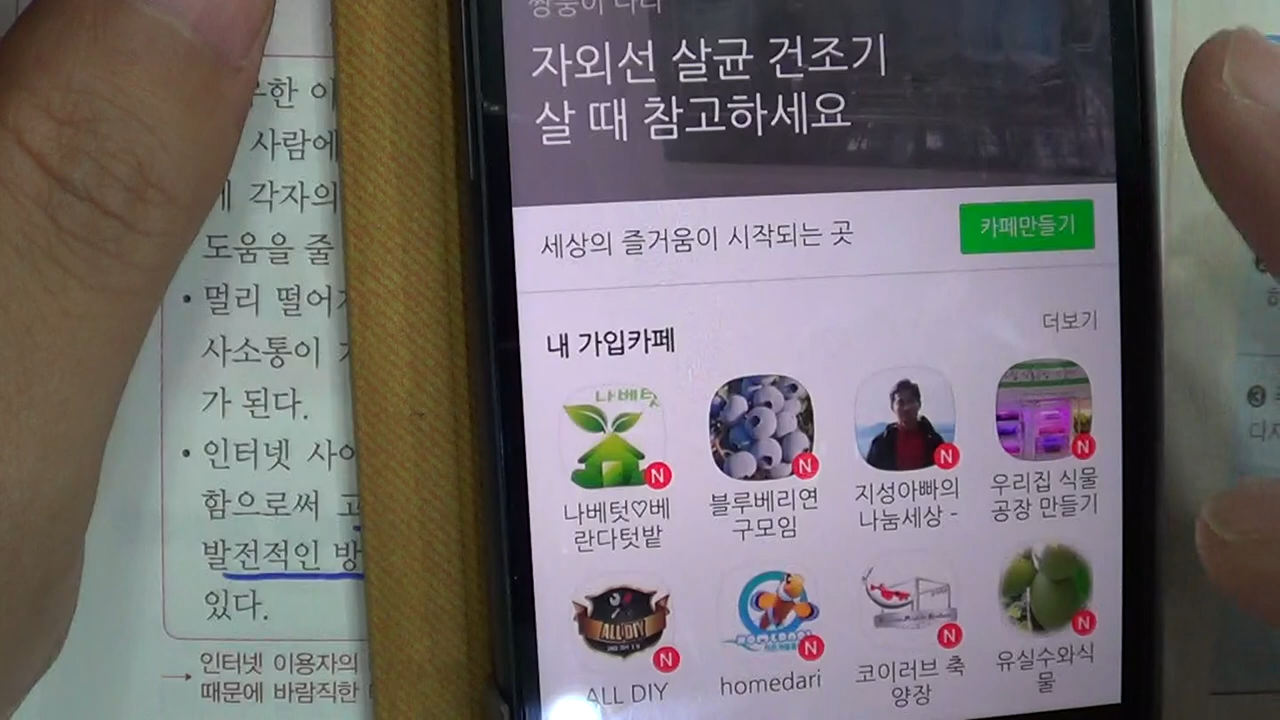 자외선 살균 건조기
살 때 참고하세요
세상의 즐거움이 시작되는 곳
카페만들기
내 가입카페
더보기
나베텃
N
N
N
N
나베텃♡베
란다텃밭
블루베리연
구모임
지성아빠의
나눔세상 -
우리집 식물
공장 만들기
ALL DIY
N
N
N
N
ALL DIY
homedari
코이러브 축
양장
유실수와식
물
사람에
각자의
도움을 줄
• 멀리
사소통이
가 된다.
• 인터넷
함으로써
발전적인
있다.
→ 인터넷 이용자의
때문에 바람직한
❸